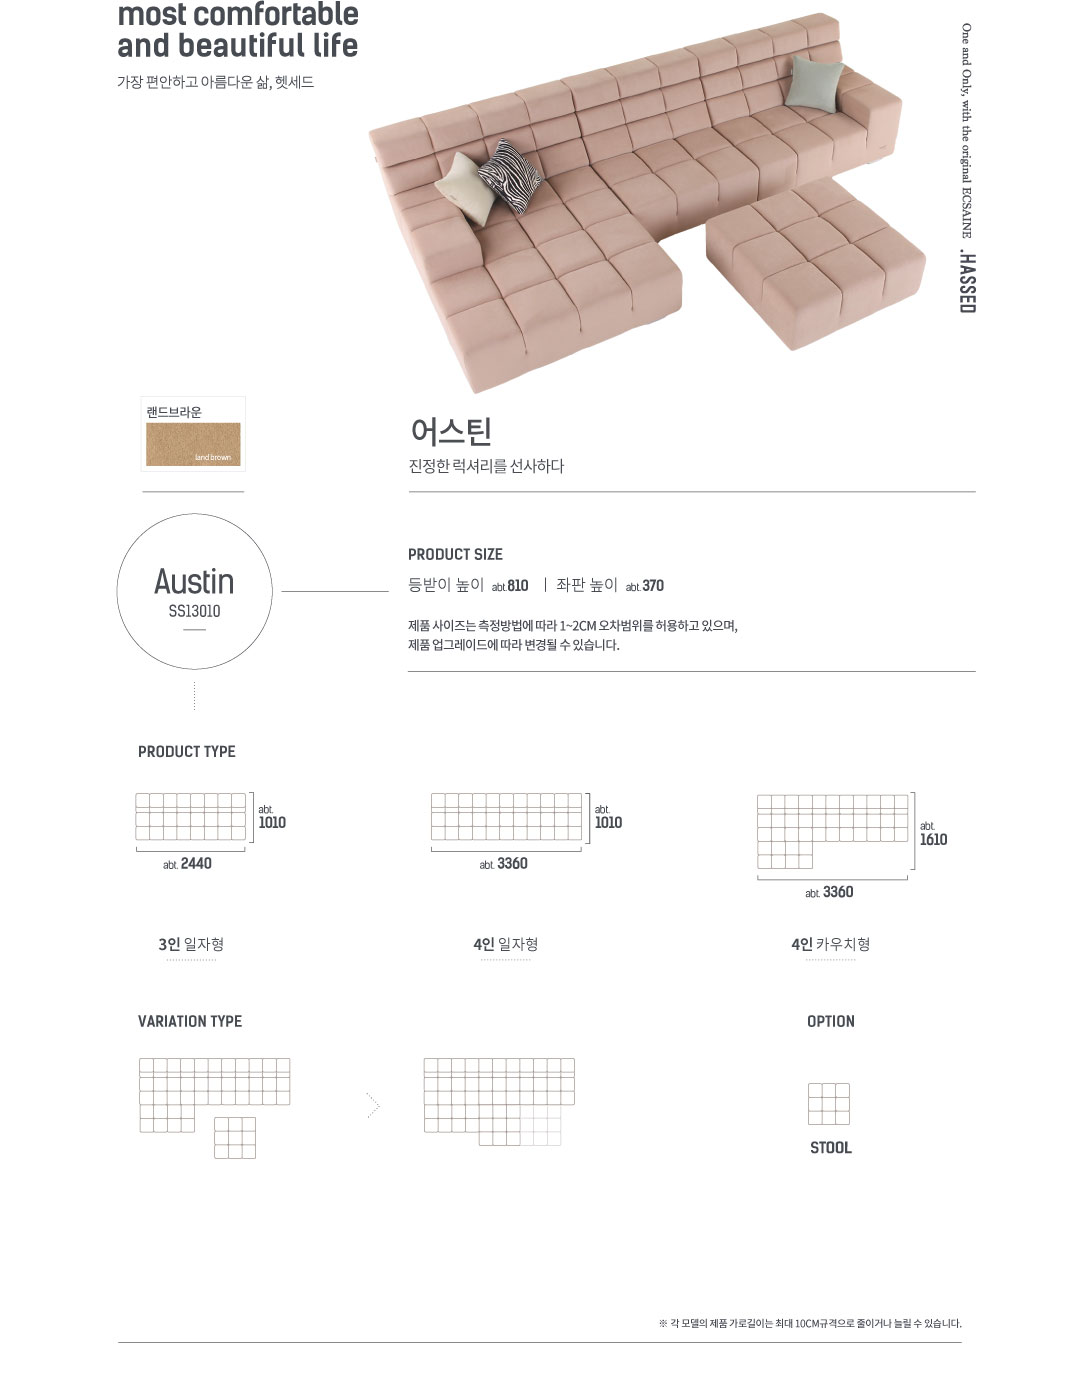 most comfortable
and beautiful life
가장 편안하고 아름다운 삶, 헷세드
One and Only, with the original ECSAINE .HASSED
랜드브라운
land brown
어스틴
진정한 럭셔리를 선사하다
Austin
SS13010
PRODUCT SIZE
등받이 높이 abt.810 | 좌판 높이 abt.370
제품 사이즈는 측정방법에 따라 1~2CM 오차범위를 허용하고 있으며,
제품 업그레이드에 따라 변경될 수 있습니다.
PRODUCT TYPE
abt.
1010
abt. 2440
3인 일자형
abt.
1010
abt. 3360
4인 일자형
abt.
1610
abt. 3360
4인 카우치형
VARIATION TYPE
OPTION
STOOL
※ 각 모델의 제품 가로길이는 최대 10CM규격으로 줄이거나 늘릴 수 있습니다.